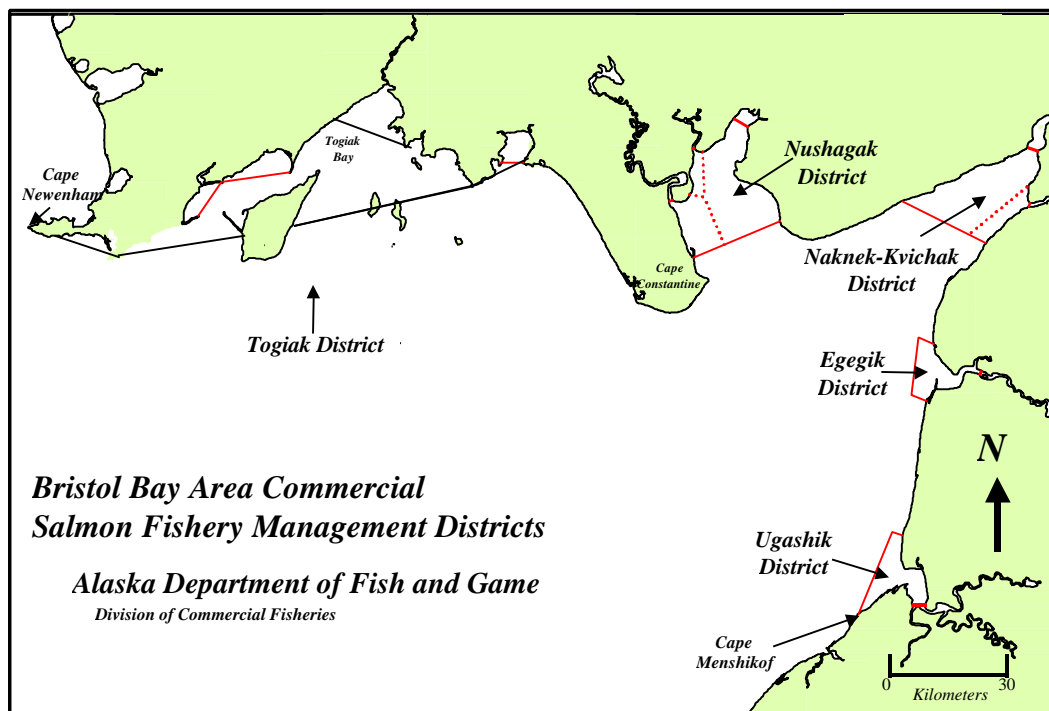 Togiak
Bay
Nushagak
District
Cape
Newenham
Naknek-Kvichak
District
Cape
Constantine
Togiak District
Egegik
District
N
Bristol Bay Area Commercial
Salmon Fishery Management Districts
Ugashik
District
Alaska Department of Fish and Game
Division of Commercial Fisheries
Cape
Menshikof
0
30
Kilometers